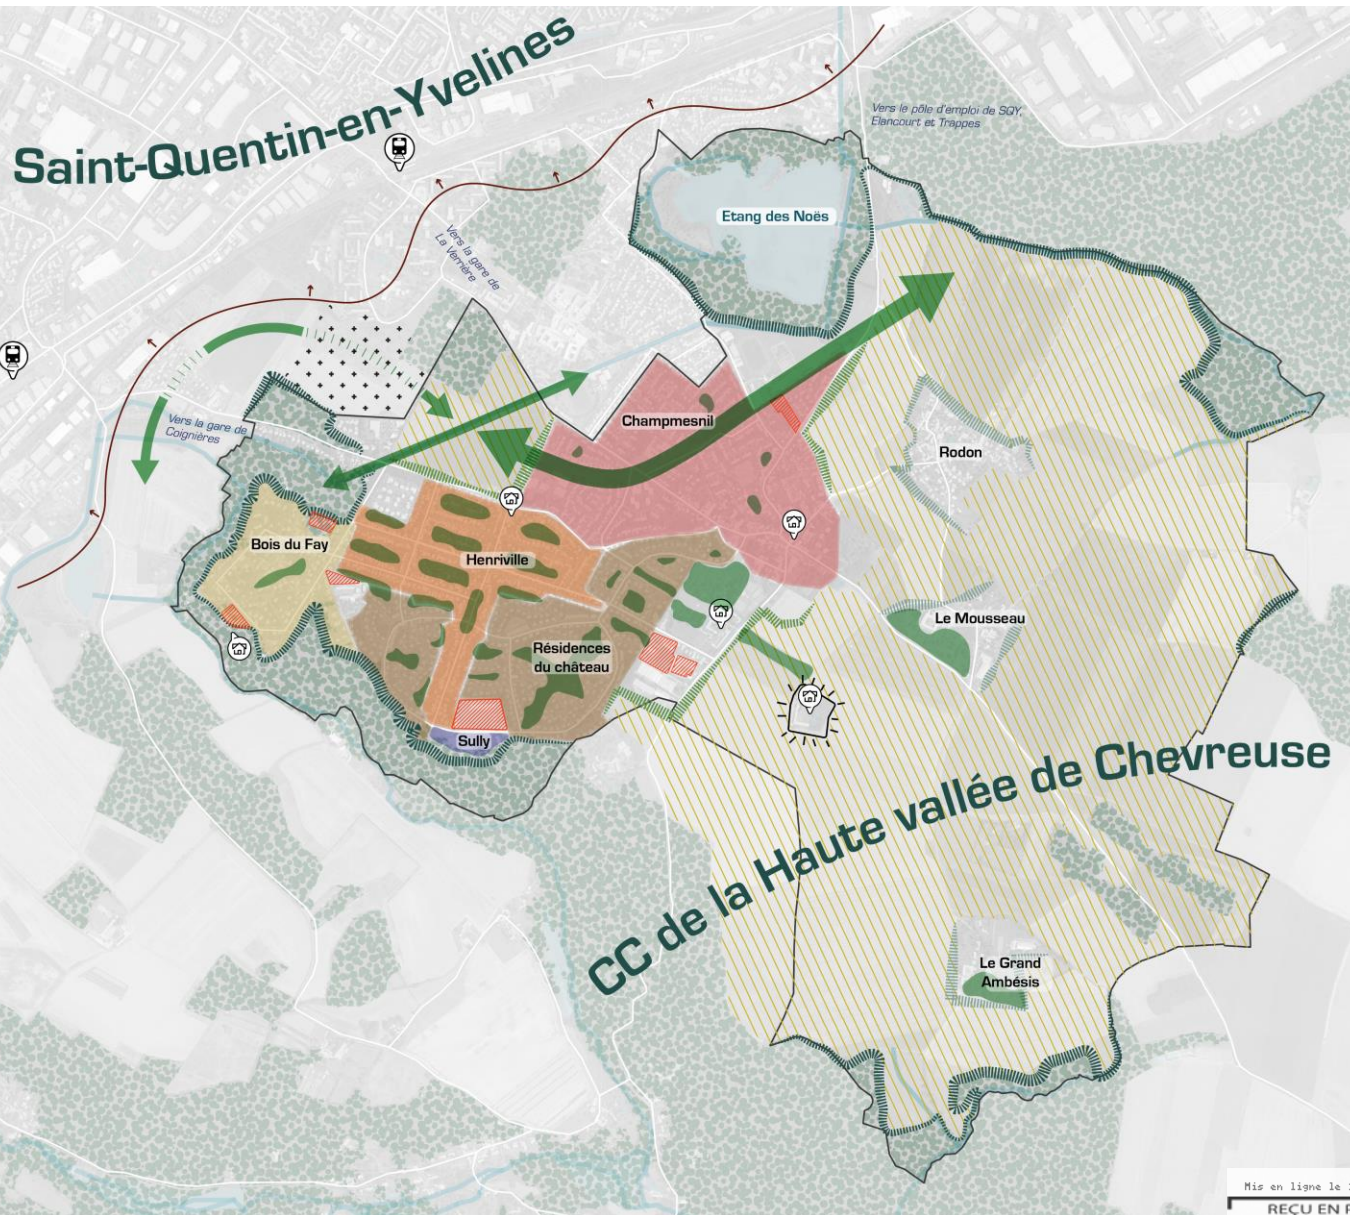 Saint-Quentin-en-Yvelines
Vers le pôle d'emploi de SQY,
Elancourt et Trappes
Etang des Noës
Vers la gare de
La Verrière
Vers la gare de
Coignières
Champmesnil
Rodon
Bois du Fay
Henriville
Le Mousseau
Résidences
du château
Sully
CC de la Haute vallée de Chevreuse
Le Grand
Ambésis
Mis en ligne le
REÇU EN